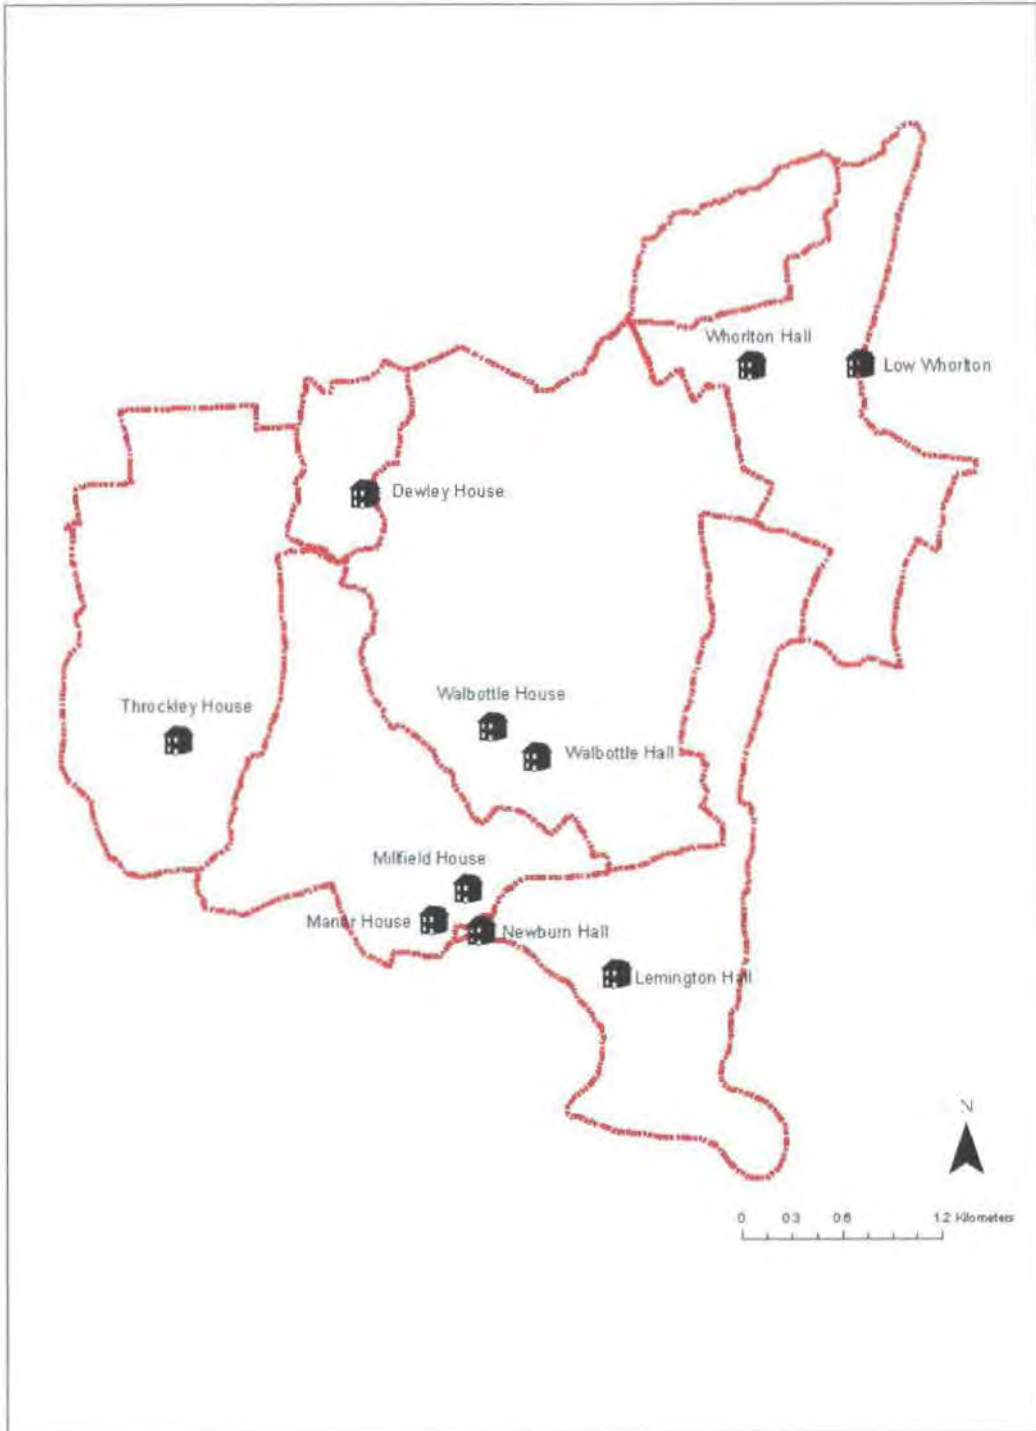 Whorlton Hall
Low Whorlton
Dewley House
Walbottle House
Throckley House
Walbottle Hall
Millfield House
Manor House
Newburn Hall
Lemington Hall
N
0 0.3 0.6 1.2 Kilometers